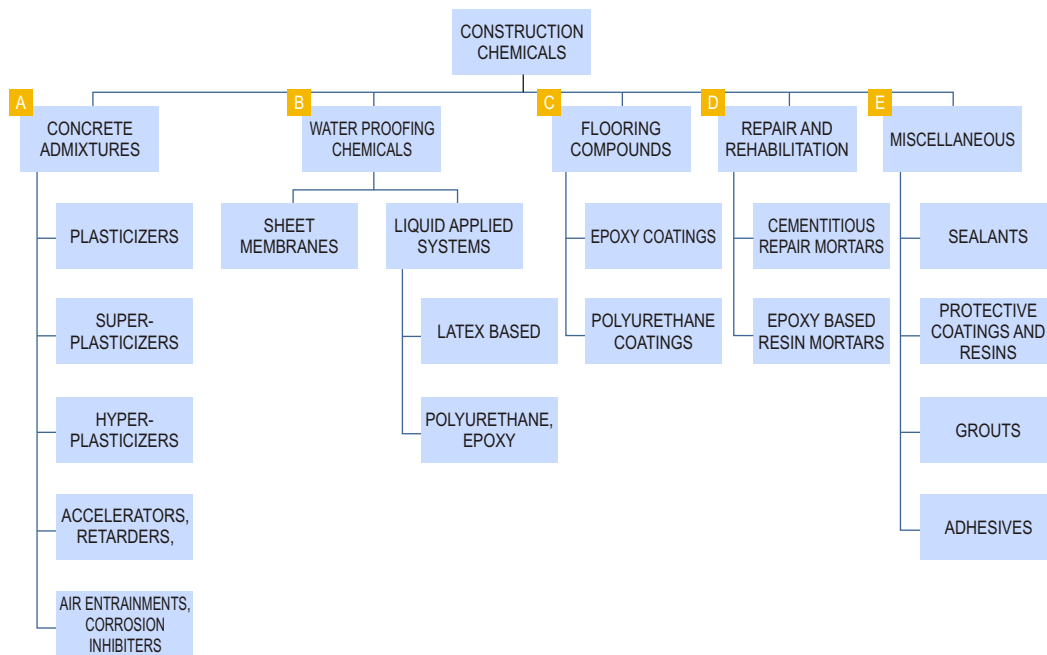 CONSTRUCTION
CHEMICALS
A
CONCRETE
ADMIXTURES
PLASTICIZERS
SUPER-
PLASTICIZERS
HYPER-
PLASTICIZERS
ACCELERATORS,
RETARDERS,
AIR ENTRAINMENTS,
CORROSION
INHIBITERS
B
WATER PROOFING
CHEMICALS
SHEET
MEMBRANES
LIQUID APPLIED
SYSTEMS
LATEX BASED
POLYURETHANE,
EPOXY
C
FLOORING
COMPOUNDS
EPOXY COATINGS
POLYURETHANE
COATINGS
D
REPAIR AND
REHABILITATION
CEMENTITIOUS
REPAIR MORTARS
EPOXY BASED
RESIN MORTARS
E
MISCELLANEOUS
SEALANTS
PROTECTIVE
COATINGS AND
RESINS
GROUTS
ADHESIVES